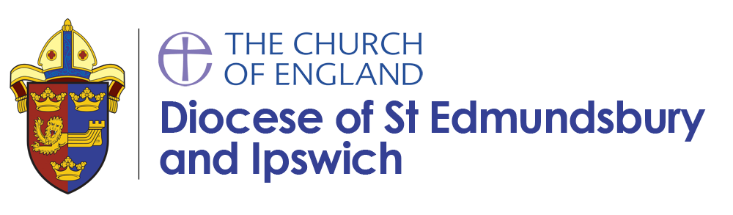 THE CHURCH
OF ENGLAND
Diocese of St Edmundsbury
and Ipswich